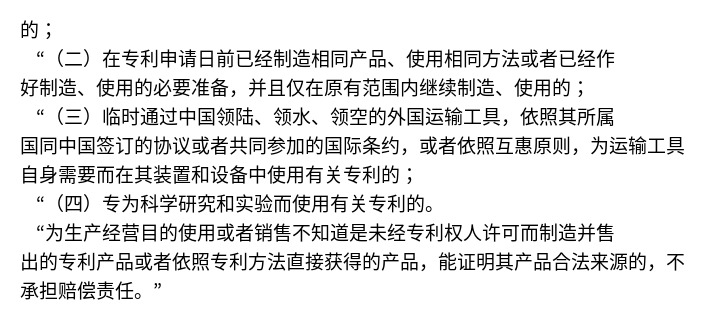 的；
“（二）在专利申请日前已经制造相同产品、使用相同方法或者已经作
好制造、使用的必要准备，并且仅在原有范围内继续制造、使用的；
“（三）临时通过中国领陆、领水、领空的外国运输工具，依照其所属
国同中国签订的协议或者共同参加的国际条约，或者依照互惠原则，为运输工具
自身需要而在其装置和设备中使用有关专利的；
“（四）专为科学研究和实验而使用有关专利的。
“为生产经营目的使用或者销售不知道是未经专利权人许可而制造并售
出的专利产品或者依照专利方法直接获得的产品，能证明其产品合法来源的，不
承担赔偿责任。”